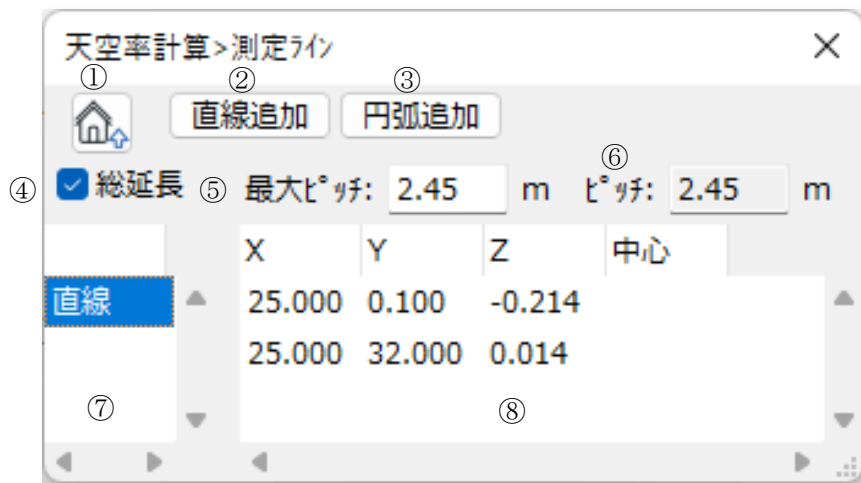 天空率計算>測定ﾗｲﾝ
① ② ③
直線追加 円弧追加
④ 総延長 ⑤ 最大ﾋﾟｯﾁ: 2.45 m ⑥ ﾋﾟｯﾁ: 2.45 m
X Y Z 中心
直線 25.000 0.100 -0.214
25.000 32.000 0.014
⑦ ⑧